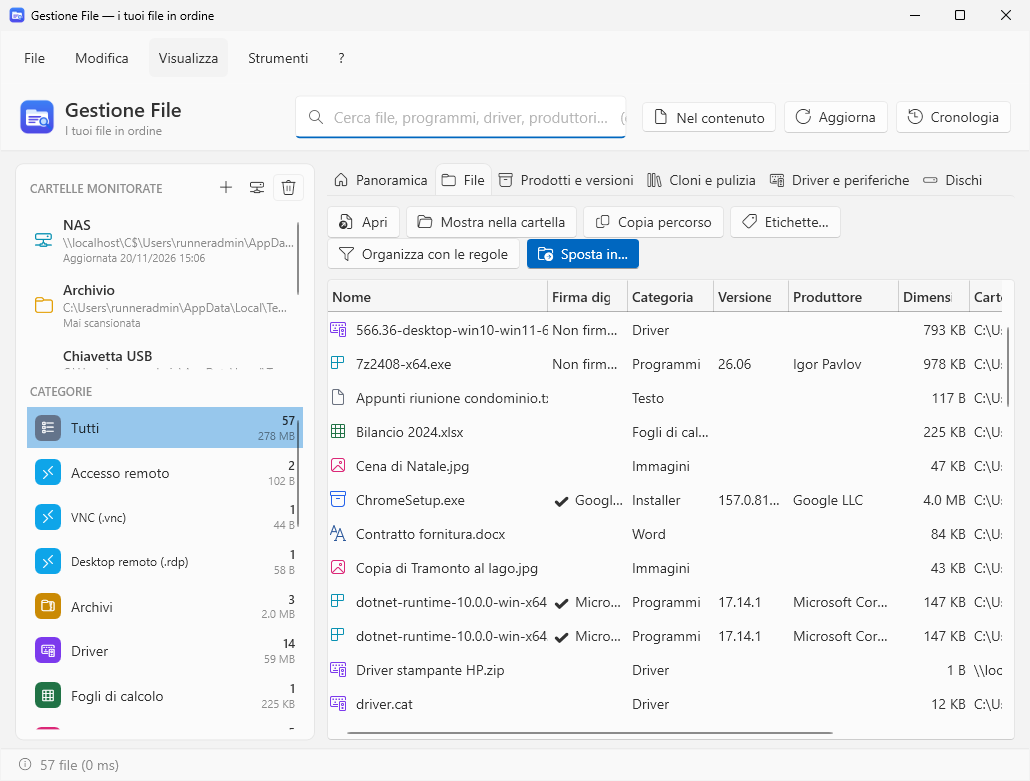 Gestione File — i tuoi file in ordine
File Modifica Visualizza Strumenti ?
Gestione File
I tuoi file in ordine
Cerca file, programmi, driver, produttori...
Nel contenuto Aggiorna Cronologia
CARTELLE MONITORATE
NAS
\\localhost\C$\Users\runneradmin\AppDa...
Aggiornata 20/11/2026 15:06
Archivio
C:\Users\runneradmin\AppData\Local\Te...
Mai scansionata
Chiavetta USB
CATEGORIE
Tutti 57
278 MB
Accesso remoto 2
102 B
VNC (.vnc) 1
44 B
Desktop remoto (.rdp) 1
58 B
Archivi 3
2.0 MB
Driver 14
59 MB
Fogli di calcolo 1
225 KB
Panoramica File Prodotti e versioni Cloni e pulizia Driver e periferiche Dischi
Apri Mostra nella cartella Copia percorso Etichette...
Organizza con le regole Sposta in...
Nome Firma dig Categoria Versione Produttore Dimensi Carte
566.36-desktop-win10-win11-6 Non firm... Driver 793 KB C:\U
7z2408-x64.exe Non firm... Programmi 26.06 Igor Pavlov 978 KB C:\U
Appunti riunione condominio.t Testo 117 B C:\U
Bilancio 2024.xlsx Fogli di cal... 225 KB C:\U
Cena di Natale.jpg Immagini 47 KB C:\U
ChromeSetup.exe ✔ Googl... Installer 157.0.81... Google LLC 4.0 MB C:\U
Contratto fornitura.docx Word 84 KB C:\U
Copia di Tramonto al lago.jpg Immagini 43 KB C:\U
dotnet-runtime-10.0.0-win-x64 ✔ Micro... Programmi 17.14.1 Microsoft Cor... 147 KB C:\U
dotnet-runtime-10.0.0-win-x64 ✔ Micro... Programmi 17.14.1 Microsoft Cor... 147 KB C:\U
Driver stampante HP.zip Driver 1 B \\loc
driver.cat Driver 12 KB C:\U
57 file (0 ms)